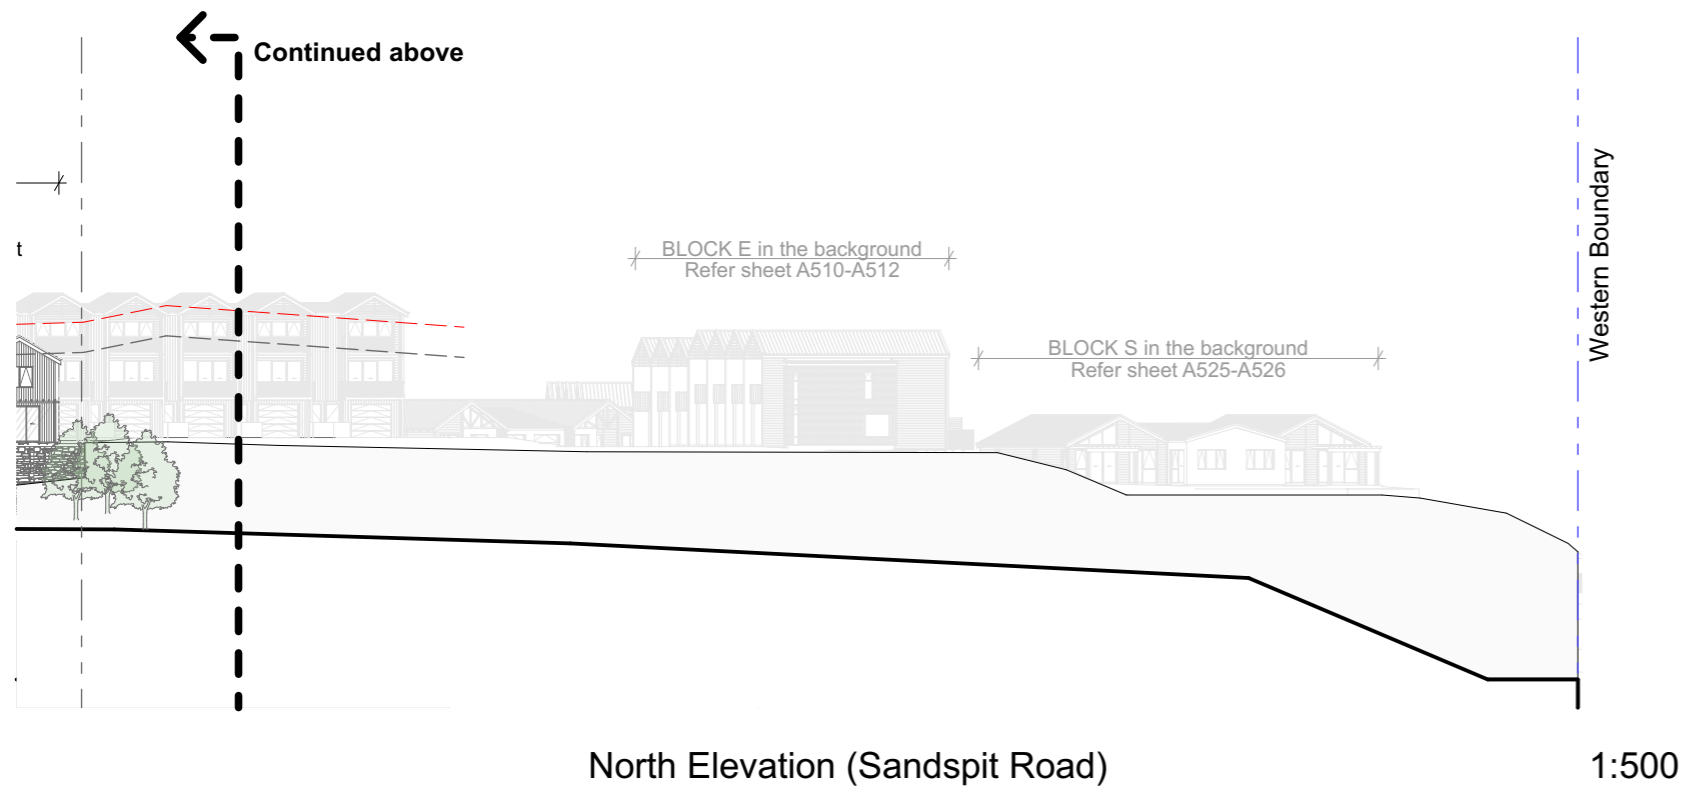 Continued above
t
BLOCK E in the background
Refer sheet A510-A512
BLOCK S in the background
Refer sheet A525-A526
Western Boundary
North Elevation (Sandspit Road)
1:500